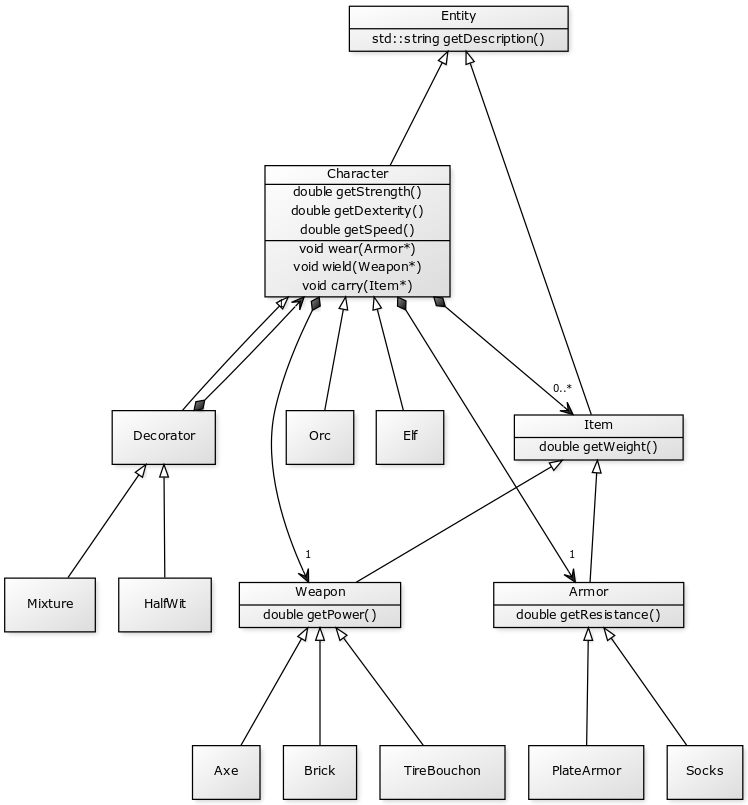 Entity
std::string getDescription()
Character
double getStrength()
double getDexterity()
double getSpeed()
void wear(Armor*)
void wield(Weapon*)
void carry(Item*)
0..*
Decorator
Orc
Elf
Item
double getWeight()
1
1
Mixture
HalfWit
Weapon
double getPower()
Armor
double getResistance()
Axe
Brick
TireBouchon
PlateArmor
Socks